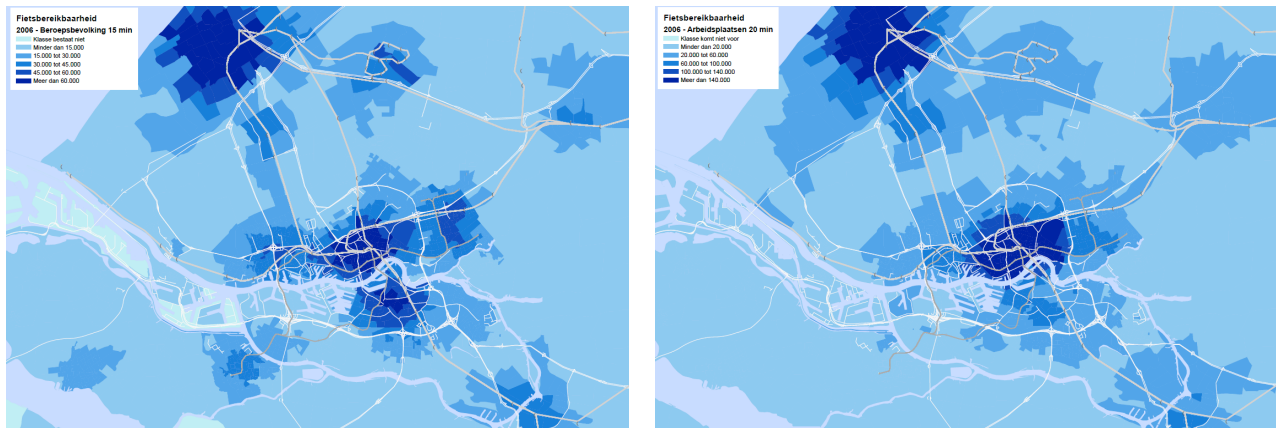 Fietsbereikbaarheid
2006 - Beroepsbevolking 15 min
Klasse bestaat niet
Minder dan 15.000
15.000 tot 30.000
30.000 tot 45.000
45.000 to 60.000
Meer dan 60.000
Fietsbereikbaarheid
2006 - Arbeidsplaatsen 20 min
Klasse komt niet voor
Minder dan 20.000
20.000 tot 60.000
60.000 tot 100.000
100.000 tot 140.000
Meer dan 140.000